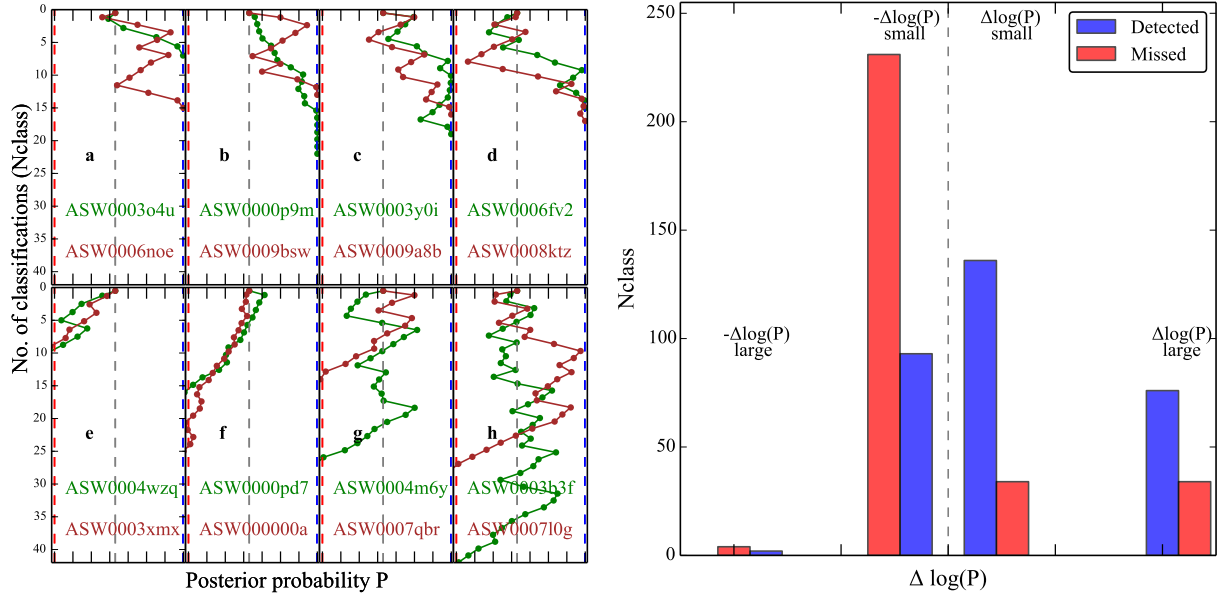 No. of classifications (Nclass)
0
5
10
15
20
25
30
35
40
a
b
c
d
ASW0003o4u
ASW0000p9m
ASW0003y0i
ASW0006fv2
ASW0006noe
ASW0009bsw
ASW0009a8b
ASW0008ktz
0
5
10
15
20
25
30
35
40
e
f
g
h
ASW0004wzq
ASW0000pd7
ASW0004m6y
ASW0003b3f
ASW0003xmx
ASW000000a
ASW0007qbr
ASW0007l0g
Posterior probability P
Nclass
250
200
150
100
50
0
-Δlog(P)
small
Δlog(P)
small
Detected
Missed
-Δlog(P)
large
Δlog(P)
large
Δ log(P)